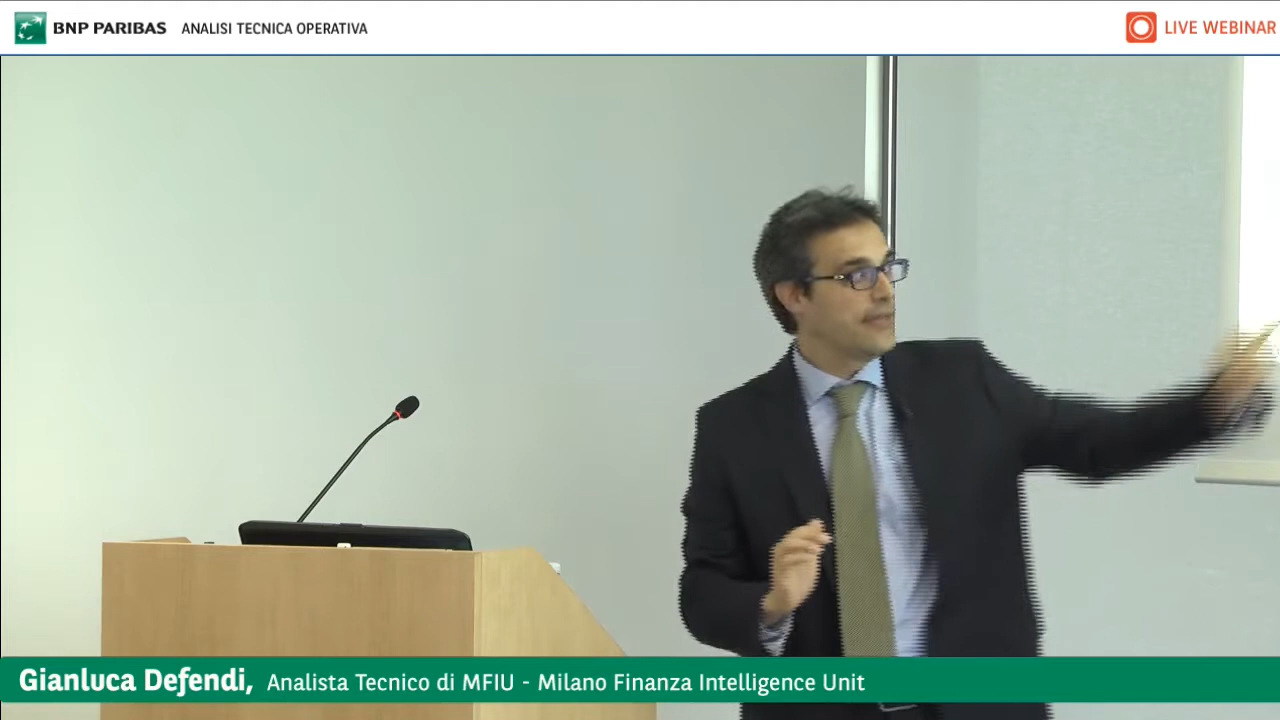 BNP PARIBAS ANALISI TECNICA OPERATIVA
LIVE WEBINAR
Gianluca Defendi, Analista Tecnico di MFIU - Milano Finanza Intelligence Unit